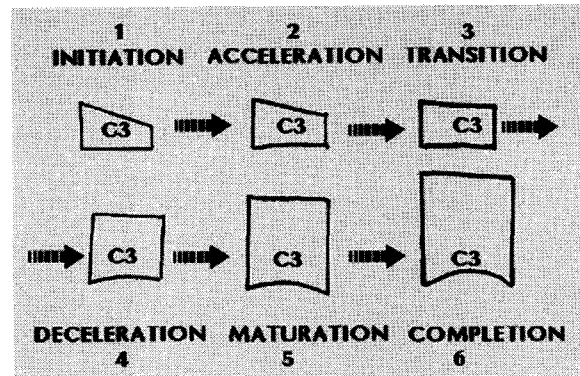 1 2 3
INITIATION ACCELERATION TRANSITION
C3 C3 C3
C3 C3 C3
DECELERATION MATURATION COMPLETION
4 5 6